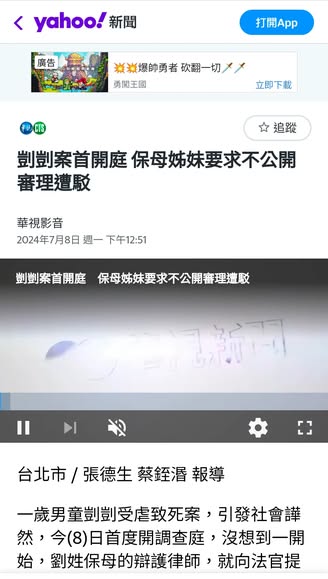 yahoo!新聞
打開App
廣告
💥💥爆帥勇者 砍翻一切🗡️🗡️
勇闖王國
立即下載
華視 CTS
追蹤
剴剴案首開庭 保母姊妹要求不公開
審理遭駁
華視影音
2024年7月8日 週一 下午12:51
剴剴案首開庭 保母姊妹要求不公開審理遭駁
台北市 / 張德生 蔡銍濳 報導
一歲男童剴剴受虐致死案，引發社會譁
然，今(8)日首度開調查庭，沒想到一開
始，劉姓保母的辯護律師，就向法官提